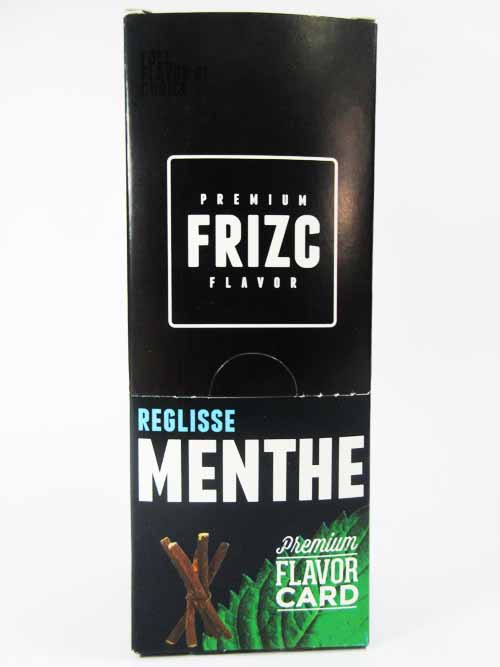 PREMIUM
FRIZC
FLAVOR
REGLISSE
MENTHE
Premium
FLAVOR
CARD